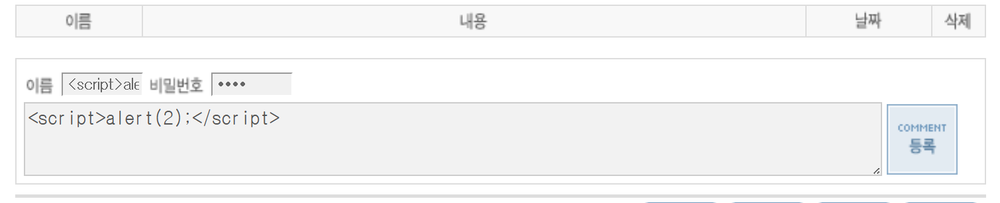 이름 내용 날짜 삭제
이름 <script>ale 비밀번호 ••••
<script>alert(2);</script>
COMMENT
등록